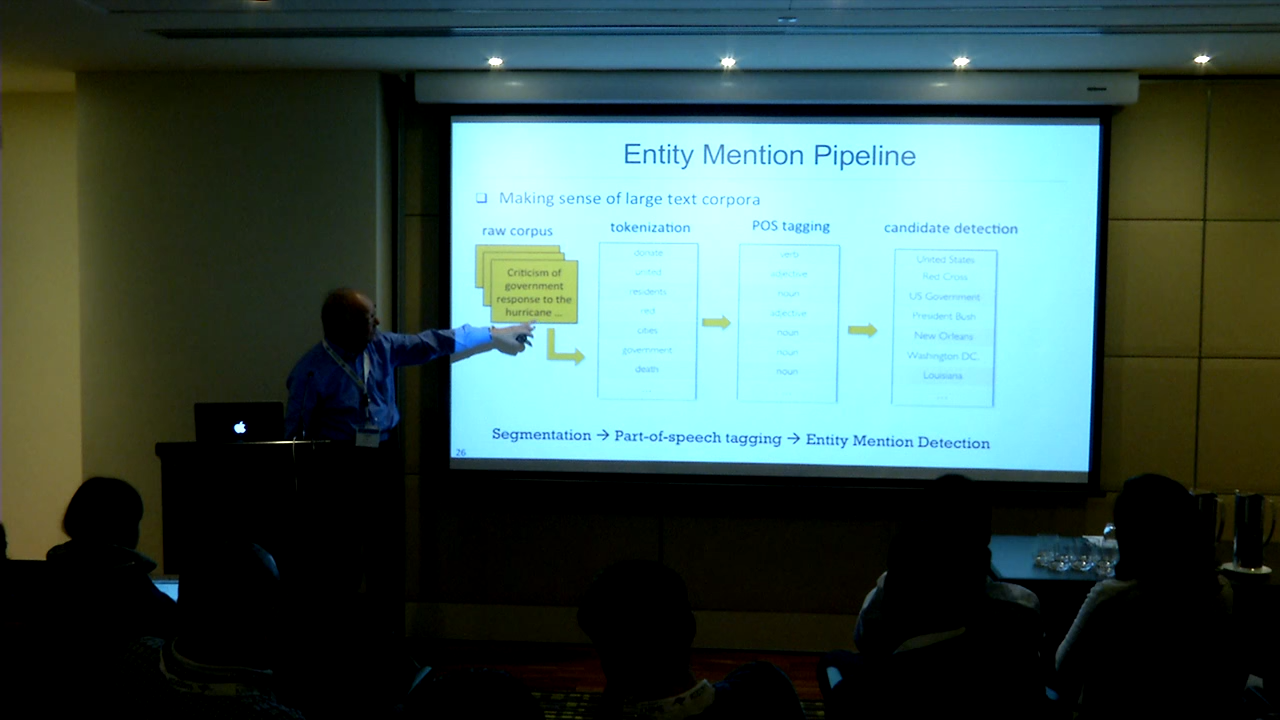 Entity Mention Pipeline
❑ Making sense of large text corpora
raw corpus
Criticism of
government
response to the
hurricane ...
tokenization
donate
united
residents
red
cities
government
death
...
POS tagging
verb
adjective
noun
adjective
noun
noun
noun
candidate detection
United States
Red Cross
US Government
President Bush
New Orleans
Washington DC.
Louisiana
...
Segmentation → Part-of-speech tagging → Entity Mention Detection
26